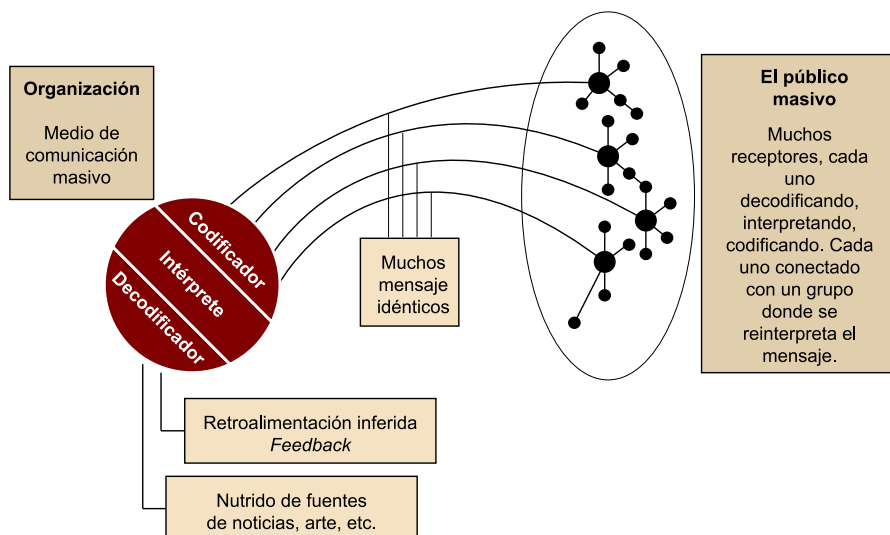 Organización
Medio de
comunicación
masivo
Codificador
Intérprete
Decodificador
Muchos
mensaje
idénticos
El público
masivo
Muchos
receptores, cada
uno
decodificando,
interpretando,
codificando. Cada
uno conectado
con un grupo
donde se
reinterpreta el
mensaje.
Retroalimentación inferida
Feedback
Nutrido de fuentes
de noticias, arte, etc.